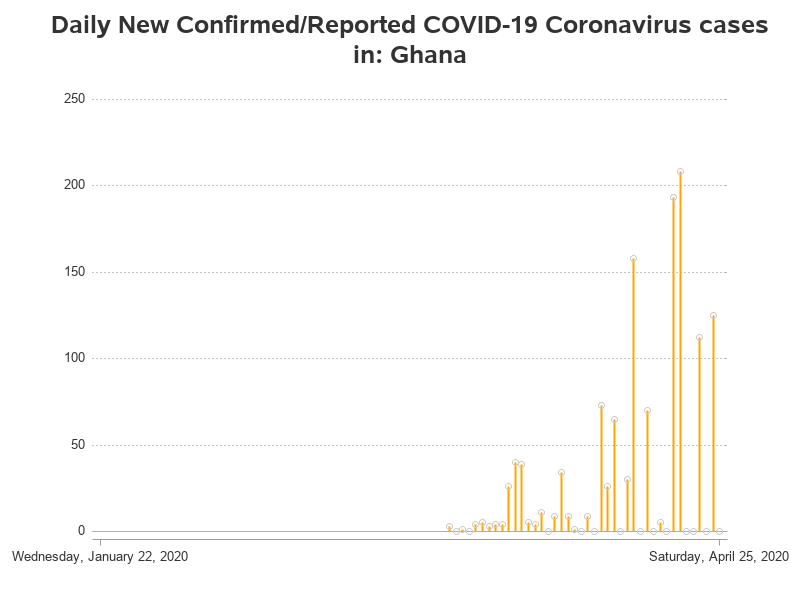 Daily New Confirmed/Reported COVID-19 Coronavirus cases
in: Ghana
250
200
150
100
50
0
Wednesday, January 22, 2020
Saturday, April 25, 2020